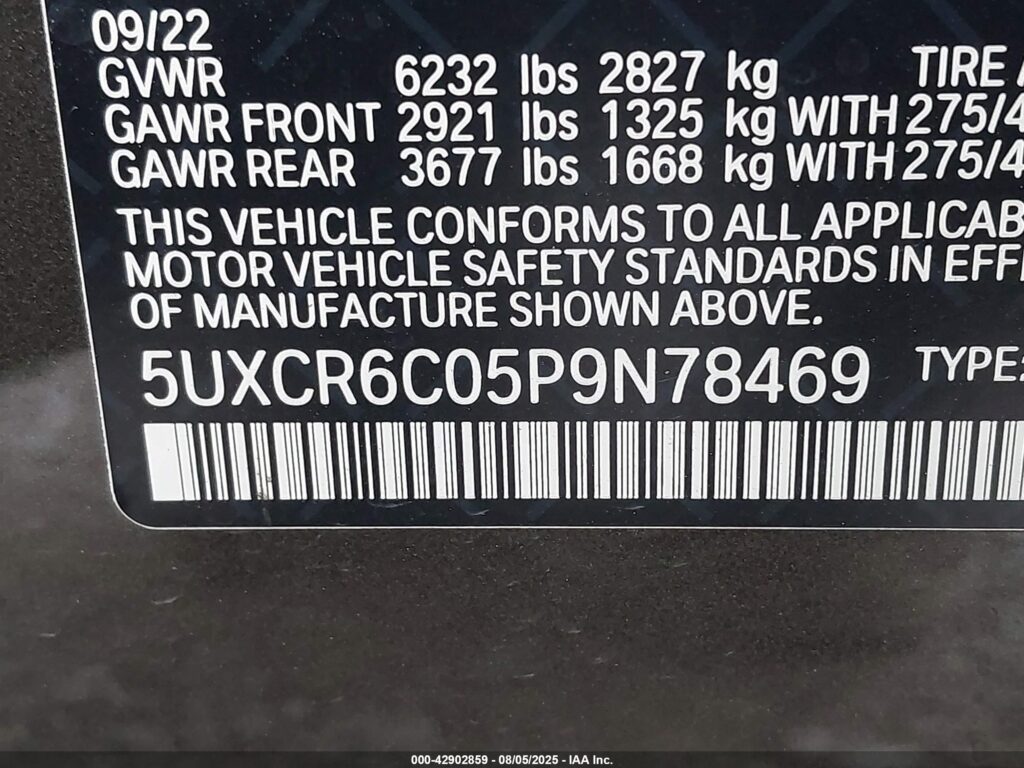 09/22
GVWR 6232 lbs 2827 kg TIRE
GAWR FRONT 2921 lbs 1325 kg WITH 275/4
GAWR REAR 3677 lbs 1668 kg WITH 275/4
THIS VEHICLE CONFORMS TO ALL APPLICAB
MOTOR VEHICLE SAFETY STANDARDS IN EFF
OF MANUFACTURE SHOWN ABOVE.
5UXCR6C05P9N78469 TYPE:
000-42902859 - 08/05/2025 - IAA Inc.